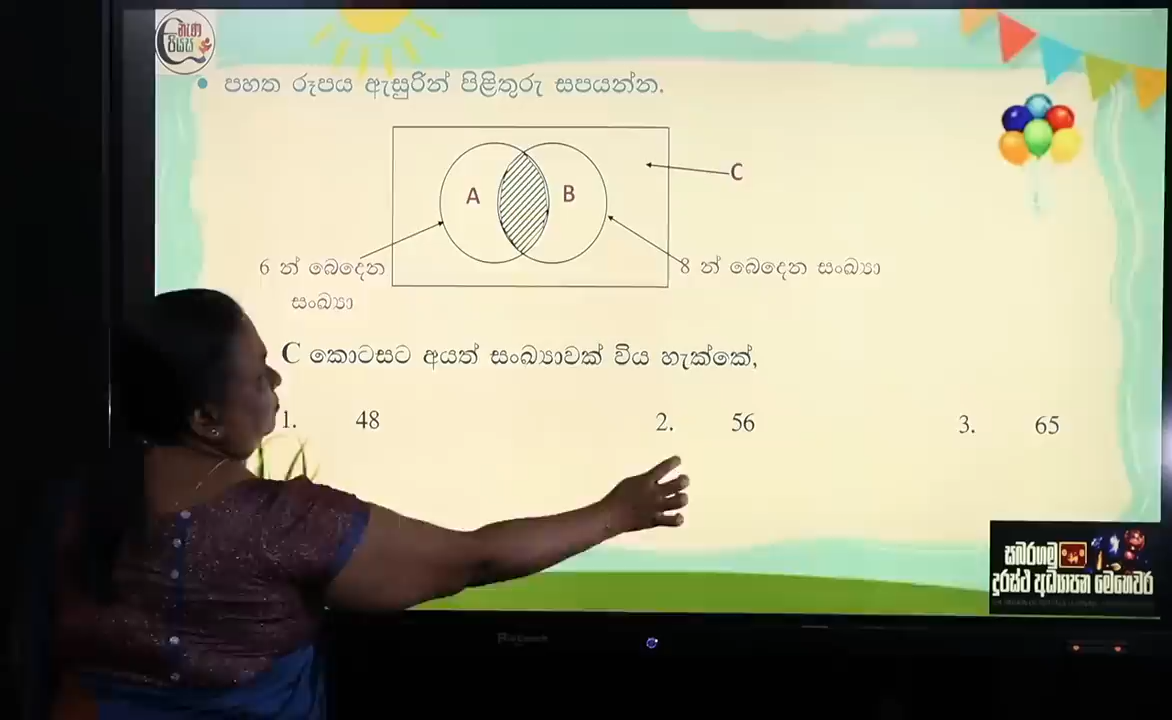 නැණ
පියස
• පහත රූපය ඇසුරින් පිළිතුරු සපයන්න.
C
A
B
6 න් බෙදෙන
සංඛ්‍යා
8 න් බෙදෙන සංඛ්‍යා
C කොටසට අයත් සංඛ්‍යාවක් විය හැක්කේ,
1. 48
2. 56
3. 65
සබරගමු
දුරස්ථ අධ්‍යාපන මෙහෙවර